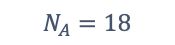 N_A = 18